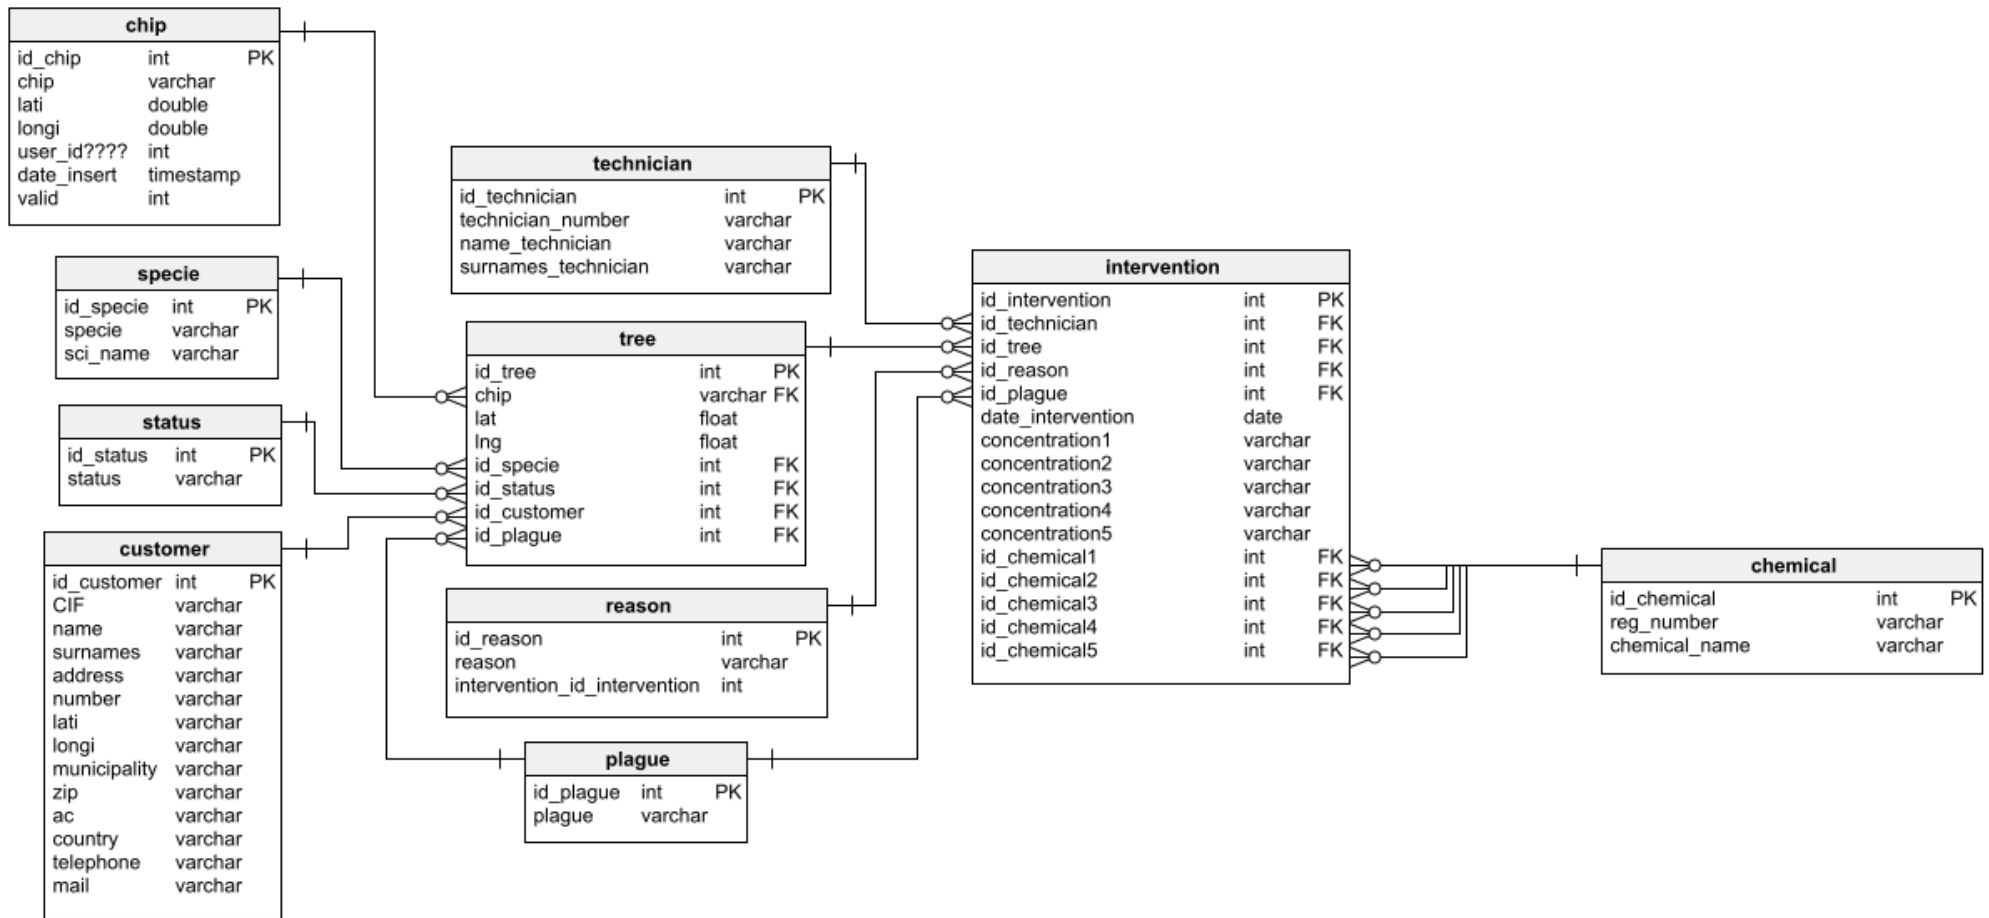 chip
id_chip int PK
chip varchar
lati double
longi double
user_id???? int
date_insert timestamp
valid int
specie
id_specie int PK
specie varchar
sci_name varchar
status
id_status int PK
status varchar
customer
id_customer int PK
CIF varchar
name varchar
surnames varchar
address varchar
number varchar
lati varchar
longi varchar
municipality varchar
zip varchar
ac varchar
country varchar
telephone varchar
mail varchar
technician
id_technician int PK
technician_number varchar
name_technician varchar
surnames_technician varchar
tree
id_tree int PK
chip varchar FK
lat float
lng float
id_specie int FK
id_status int FK
id_customer int FK
id_plague int FK
reason
id_reason int PK
reason varchar
intervention_id_intervention int
plague
id_plague int PK
plague varchar
intervention
id_intervention int PK
id_technician int FK
id_tree int FK
id_reason int FK
id_plague int FK
date_intervention date
concentration1 varchar
concentration2 varchar
concentration3 varchar
concentration4 varchar
concentration5 varchar
id_chemical1 int FK
id_chemical2 int FK
id_chemical3 int FK
id_chemical4 int FK
id_chemical5 int FK
chemical
id_chemical int PK
reg_number varchar
chemical_name varchar